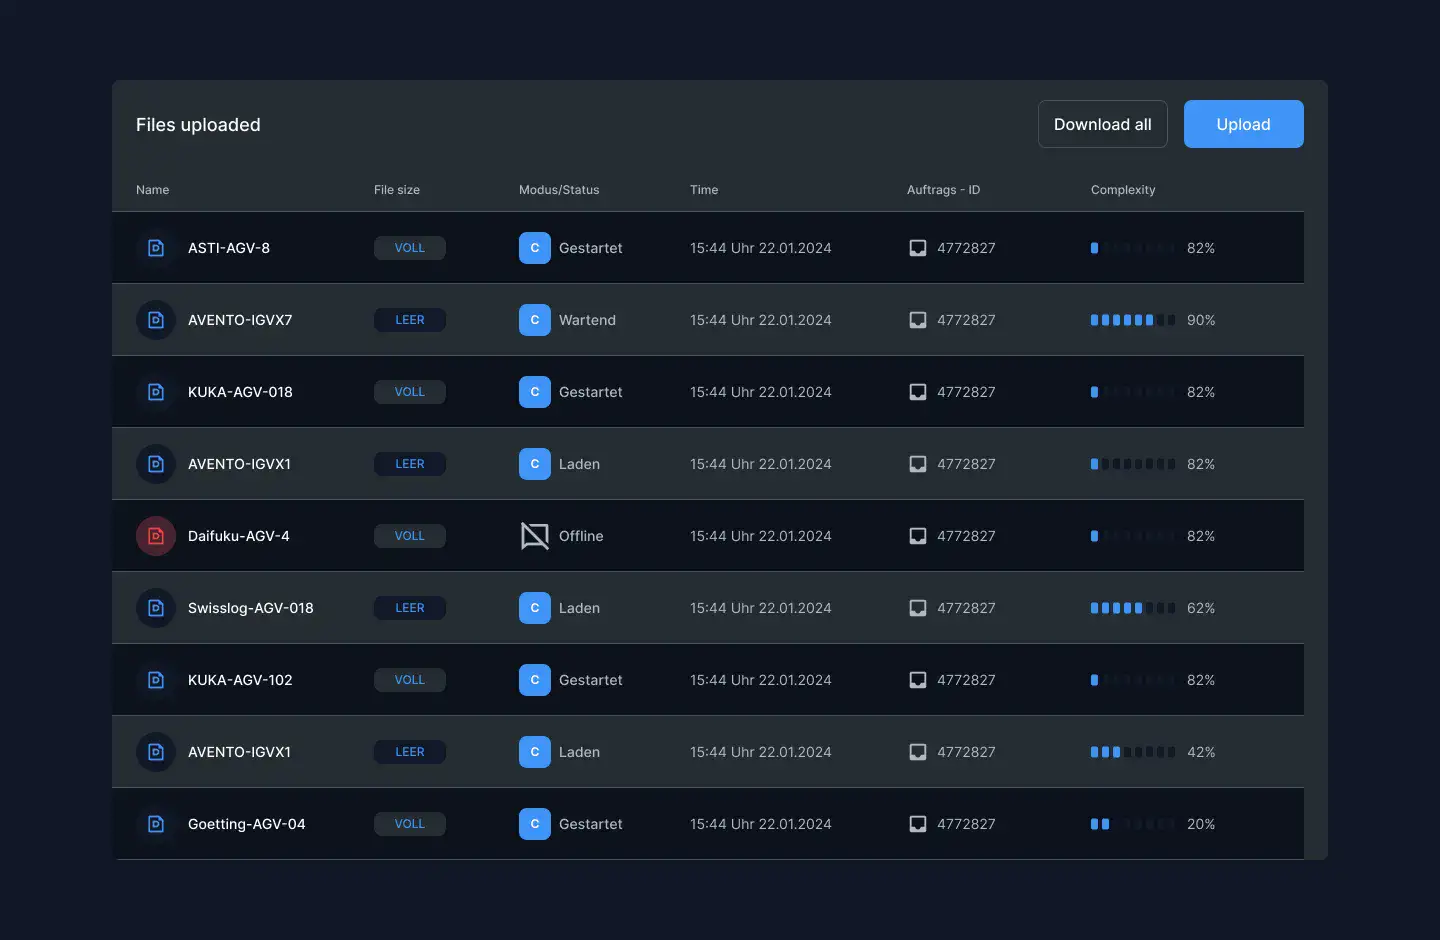 Files uploaded Download all Upload
Name File size Modus/Status Time Auftrags - ID Complexity
D ASTI-AGV-8 VOLL C Gestartet 15:44 Uhr 22.01.2024 4772827 82%
D AVENTO-IGVX7 LEER C Wartend 15:44 Uhr 22.01.2024 4772827 90%
D KUKA-AGV-018 VOLL C Gestartet 15:44 Uhr 22.01.2024 4772827 82%
D AVENTO-IGVX1 LEER C Laden 15:44 Uhr 22.01.2024 4772827 82%
D Daifuku-AGV-4 VOLL Offline 15:44 Uhr 22.01.2024 4772827 82%
D Swisslog-AGV-018 LEER C Laden 15:44 Uhr 22.01.2024 4772827 62%
D KUKA-AGV-102 VOLL C Gestartet 15:44 Uhr 22.01.2024 4772827 82%
D AVENTO-IGVX1 LEER C Laden 15:44 Uhr 22.01.2024 4772827 42%
D Goetting-AGV-04 VOLL C Gestartet 15:44 Uhr 22.01.2024 4772827 20%